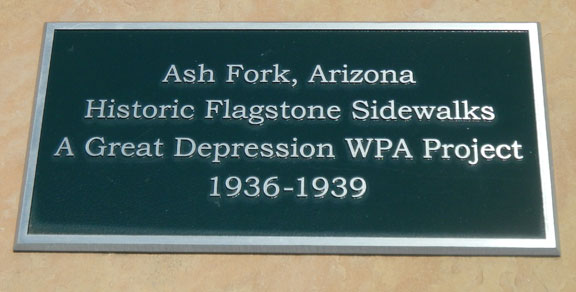 Ash Fork, Arizona
Historic Flagstone Sidewalks
A Great Depression WPA Project
1936-1939